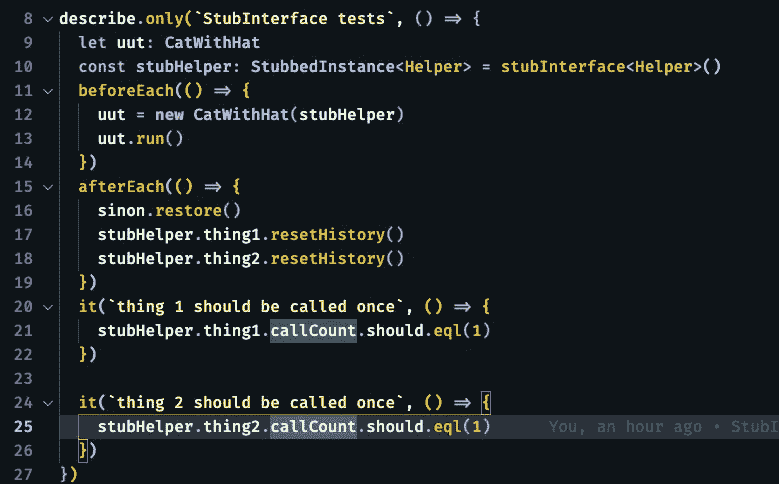 8 describe.only(`StubInterface tests`, () => {
9 let uut: CatWithHat
10 const stubHelper: StubbedInstance<Helper> = stubInterface<Helper>()
11 beforeEach(() => {
12 uut = new CatWithHat(stubHelper)
13 uut.run()
14 })
15 afterEach(() => {
16 sinon.restore()
17 stubHelper.thing1.resetHistory()
18 stubHelper.thing2.resetHistory()
19 })
20 it(`thing 1 should be called once`, () => {
21 stubHelper.thing1.callCount.should.eql(1)
22 })
23
24 it(`thing 2 should be called once`, () => {
25 stubHelper.thing2.callCount.should.eql(1) You, an hour ago • StubI
26 })
27 })